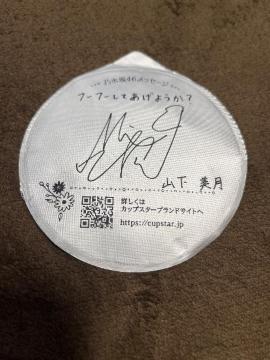 乃木坂46メッセージ
フーフーしてあげようか?
山下 美月
詳しくは
カップスターブランドサイトへ
https://cupstar.jp